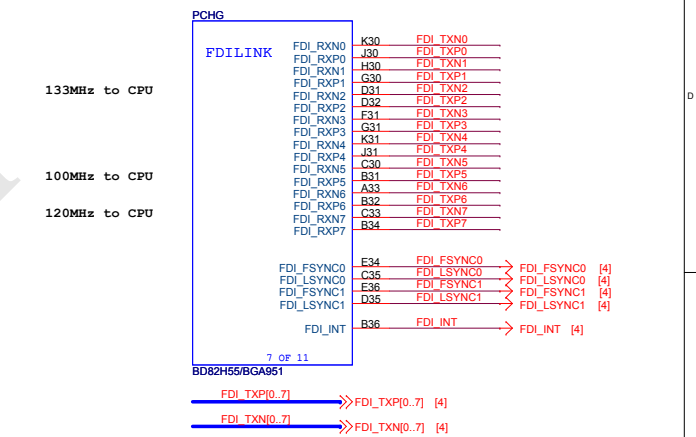 PCHG
FDILINK
FDI_RXN0 K30 FDI_TXN0
FDI_RXP0 J30 FDI_TXP0
FDI_RXN1 H30 FDI_TXN1
FDI_RXP1 G30 FDI_TXP1
133MHz to CPU FDI_RXN2 D31 FDI_TXN2
FDI_RXP2 D32 FDI_TXP2
FDI_RXN3 F31 FDI_TXN3
FDI_RXP3 G31 FDI_TXP3
FDI_RXN4 K31 FDI_TXN4
FDI_RXP4 J31 FDI_TXP4
FDI_RXN5 C30 FDI_TXN5
100MHz to CPU FDI_RXP5 B31 FDI_TXP5
FDI_RXN6 A33 FDI_TXN6
FDI_RXP6 B32 FDI_TXP6
120MHz to CPU FDI_RXN7 C33 FDI_TXN7
FDI_RXP7 B34 FDI_TXP7
FDI_FSYNC0 E34 FDI_FSYNC0 FDI_FSYNC0 [4]
FDI_LSYNC0 C35 FDI_LSYNC0 FDI_LSYNC0 [4]
FDI_FSYNC1 E36 FDI_FSYNC1 FDI_FSYNC1 [4]
FDI_LSYNC1 D35 FDI_LSYNC1 FDI_LSYNC1 [4]
FDI_INT B36 FDI_INT FDI_INT [4]
7 OF 11
BD82H55/BGA951
FDI_TXP[0..7] FDI_TXP[0..7] [4]
FDI_TXN[0..7] FDI_TXN[0..7] [4]
D